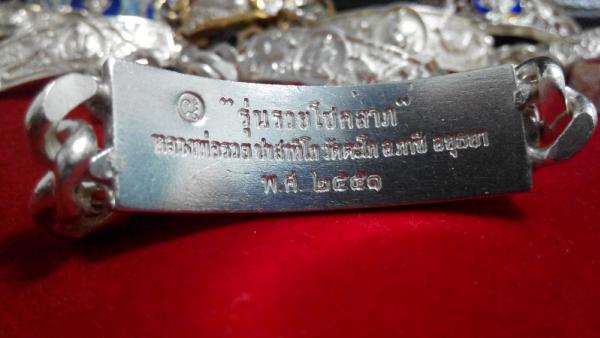 "รุ่นรวยโชคลาภ"
หลวงพ่อรวย ปาสาทิโก วัดตะโก อ.ภาชี อยุธยา
พ.ศ. ๒๕๕๑